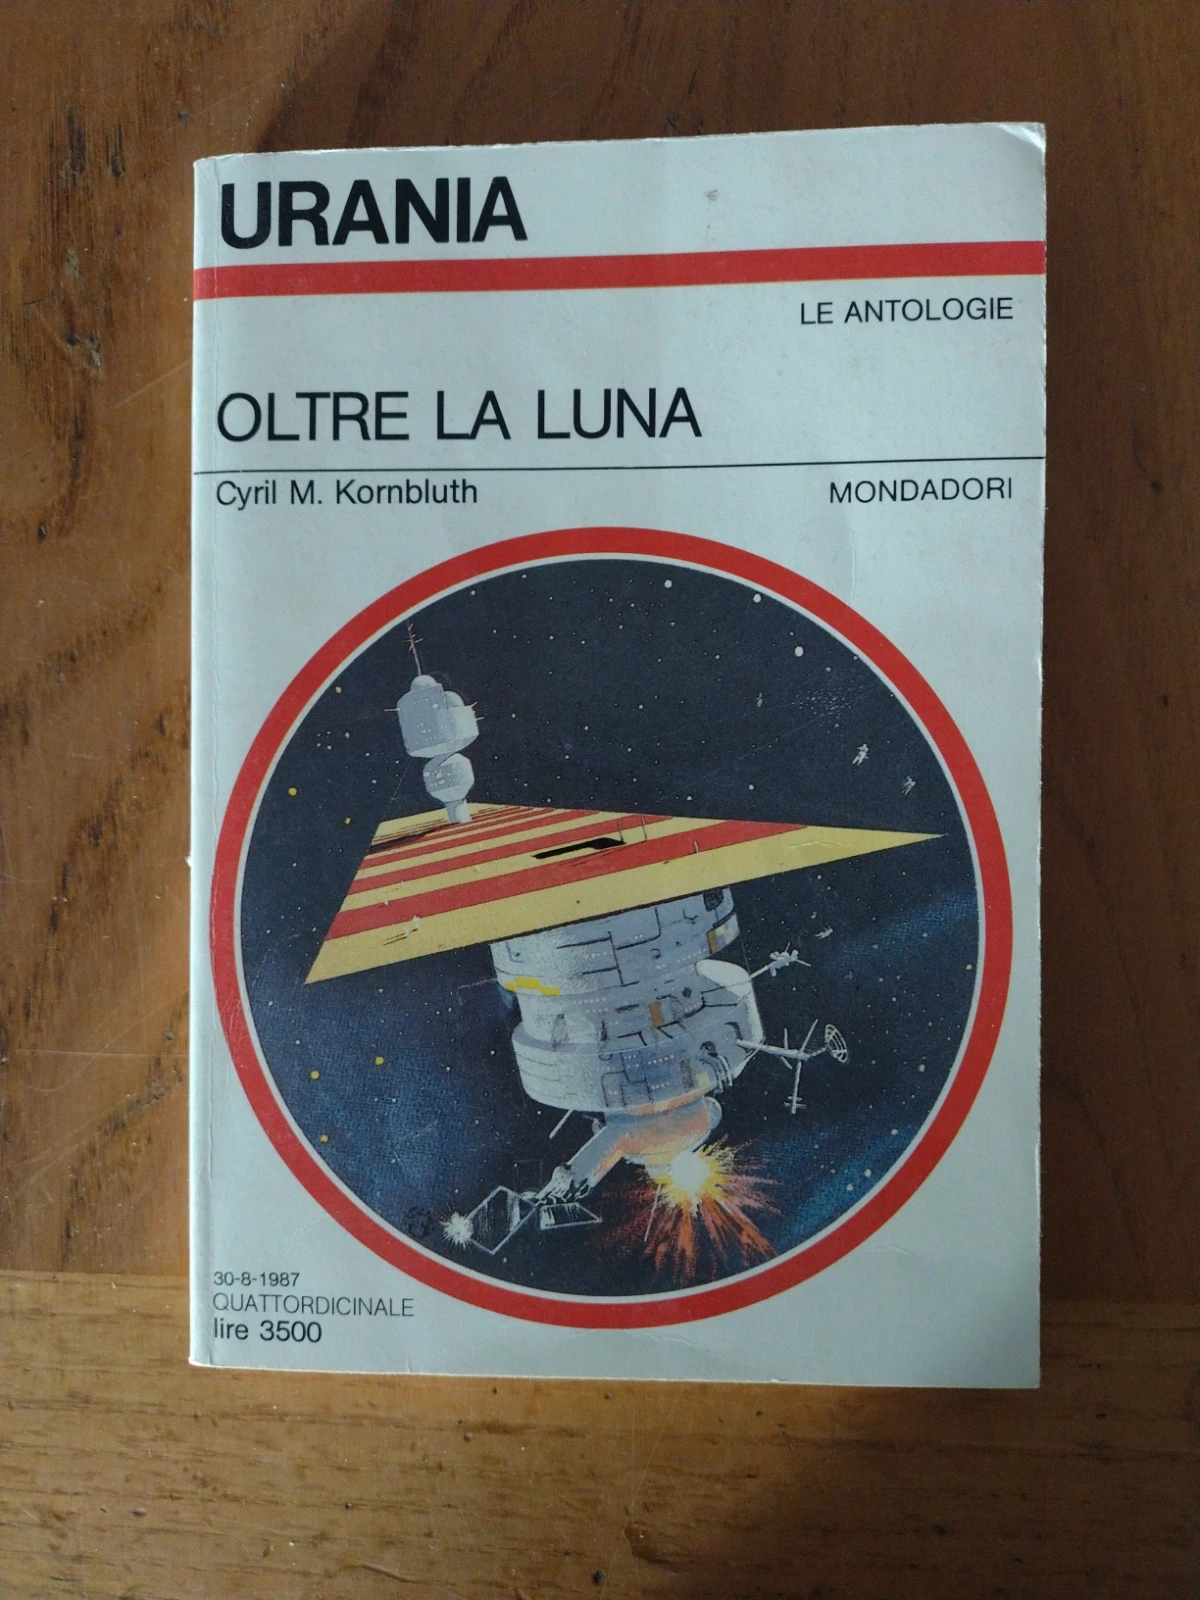 URANIA
LE ANTOLOGIE
OLTRE LA LUNA
Cyril M. Kornbluth
MONDADORI
30-8-1987
QUATTORDICINALE
lire 3500